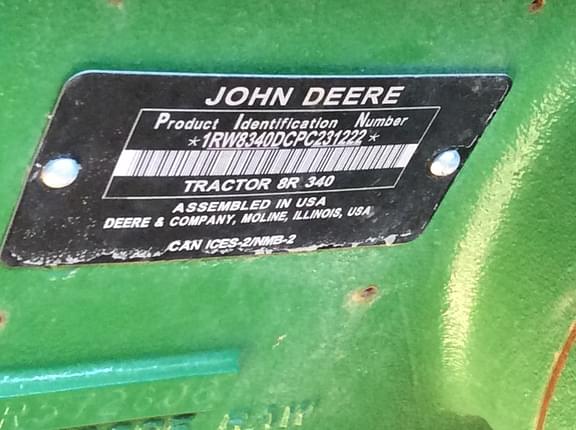 JOHN DEERE
Product Identification Number
*1RW8340DCPC231222*
TRACTOR 8R 340
ASSEMBLED IN USA
DEERE & COMPANY, MOLINE, ILLINOIS, USA
CAN ICES-2/NMB-2